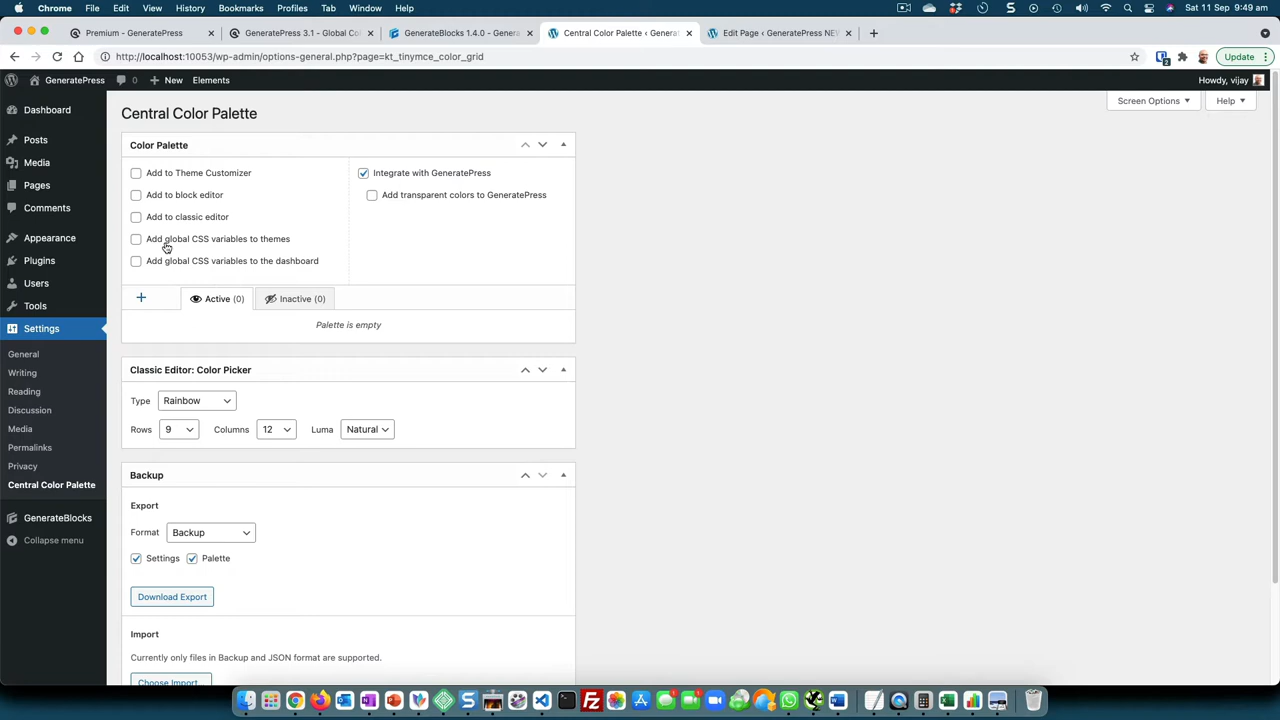 Chrome File Edit View History Bookmarks Profiles Tab Window Help Sat 11 Sep 9:49 am
Premium - GeneratePress
GeneratePress 3.1 - Global Co
GenerateBlocks 1.4.0 - Genera
Central Color Palette ‹ Generat
Edit Page ‹ GeneratePress NEW
http://localhost:10053/wp-admin/options-general.php?page=kt_tinymce_color_grid
Update
GeneratePress 0 New Elements Howdy, vijay
Screen Options Help
Dashboard
Posts
Media
Pages
Comments
Appearance
Plugins
Users
Tools
Settings
General
Writing
Reading
Discussion
Media
Permalinks
Privacy
Central Color Palette
GenerateBlocks
Collapse menu
Central Color Palette
Color Palette
Add to Theme Customizer
Add to block editor
Add to classic editor
Add global CSS variables to themes
Add global CSS variables to the dashboard
Integrate with GeneratePress
Add transparent colors to GeneratePress
+ Active (0) Inactive (0)
Palette is empty
Classic Editor: Color Picker
Type Rainbow
Rows 9 Columns 12 Luma Natural
Backup
Export
Format Backup
Settings Palette
Download Export
Import
Currently only files in Backup and JSON format are supported.
Choose Import...